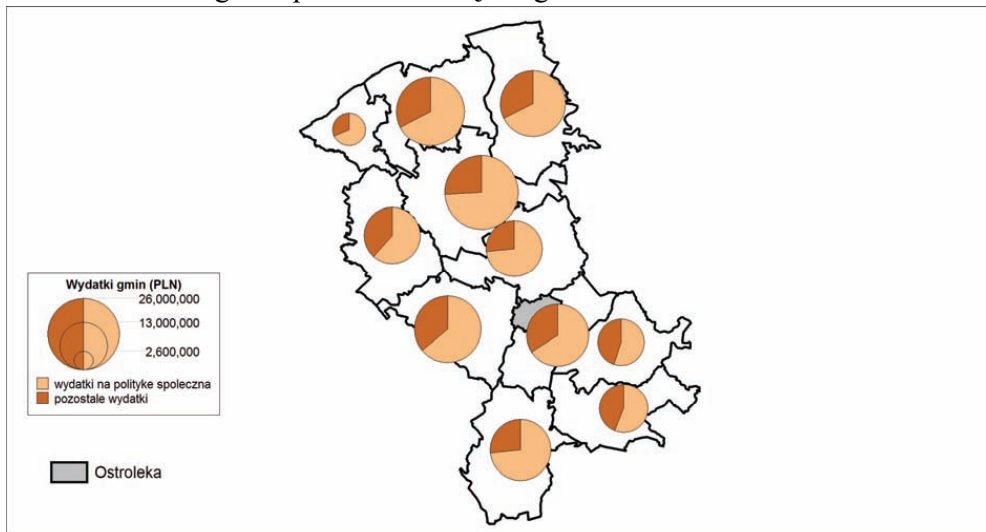 Wydatki gmin (PLN)
26,000,000
13,000,000
2,600,000
wydatki na polityke spoleczna
pozostale wydatki
Ostroleka